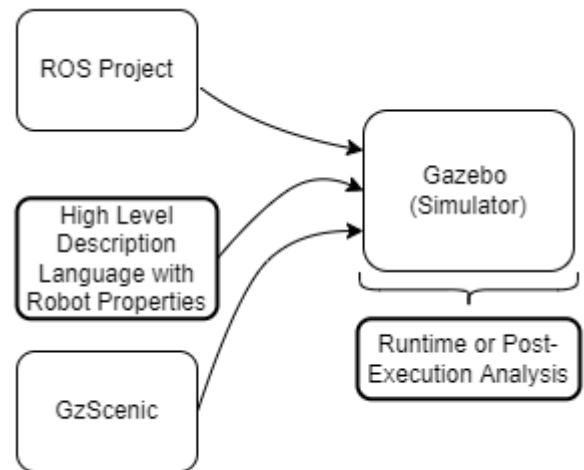 ROS Project
High Level
Description
Language with
Robot Properties
GzScenic
Gazebo
(Simulator)
Runtime or Post-
Execution Analysis